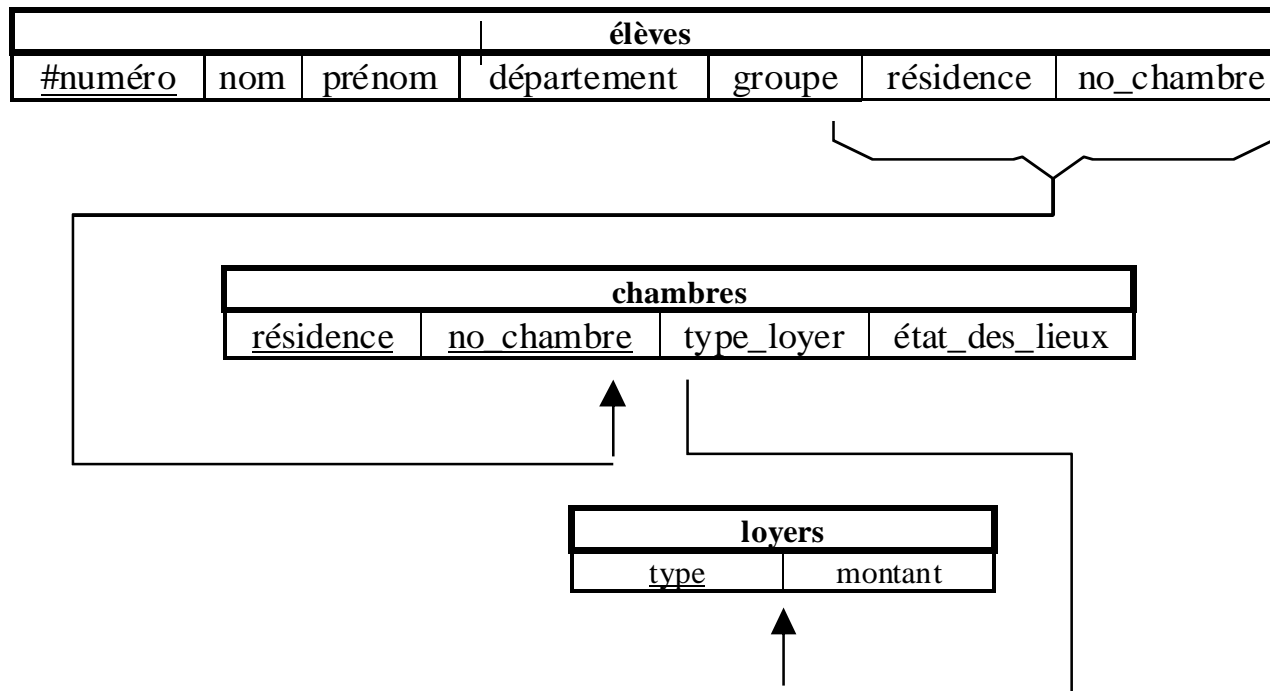 élèves
#numéro nom prénom département groupe résidence no_chambre
chambres
résidence no_chambre type_loyer état_des_lieux
loyers
type montant